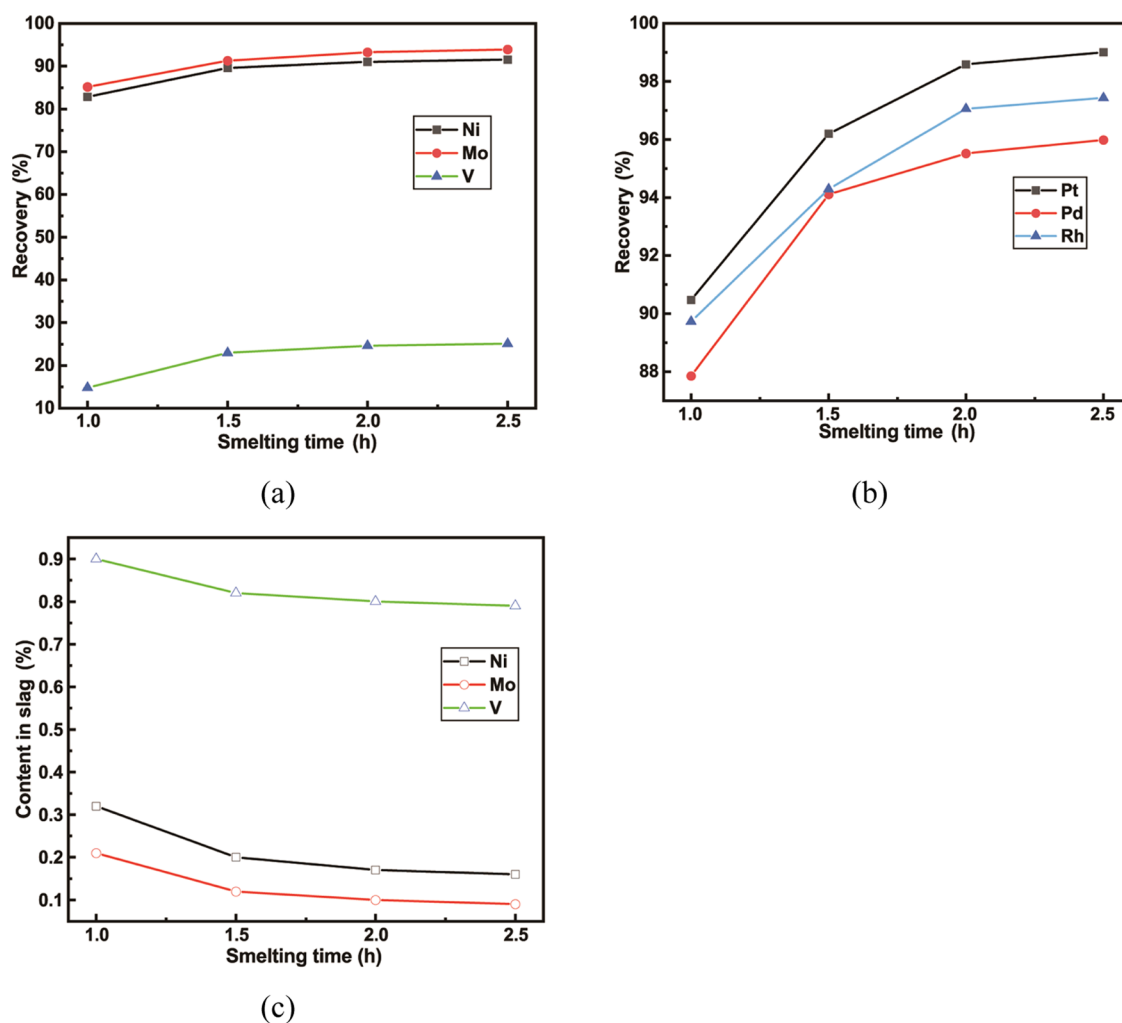 100
90
80
70
60
50
40
30
20
10
Recovery (%)
Ni
Mo
V
1.0
1.5
2.0
2.5
Smelting time (h)
(a)
100
98
96
94
92
90
88
Recovery (%)
Pt
Pd
Rh
1.0
1.5
2.0
2.5
Smelting time (h)
(b)
0.9
0.8
0.7
0.6
0.5
0.4
0.3
0.2
0.1
Content in slag (%)
Ni
Mo
V
1.0
1.5
2.0
2.5
Smelting time (h)
(c)